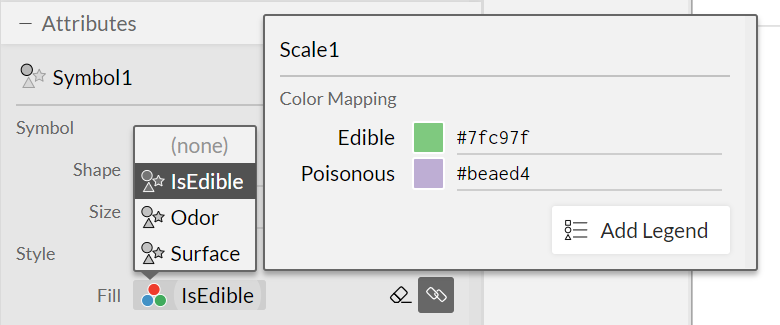 − Attributes
Symbol1
Symbol
Shape
Size
Style
Fill
IsEdible
(none)
IsEdible
Odor
Surface
Scale1
Color Mapping
Edible #7fc97f
Poisonous #beaed4
Add Legend